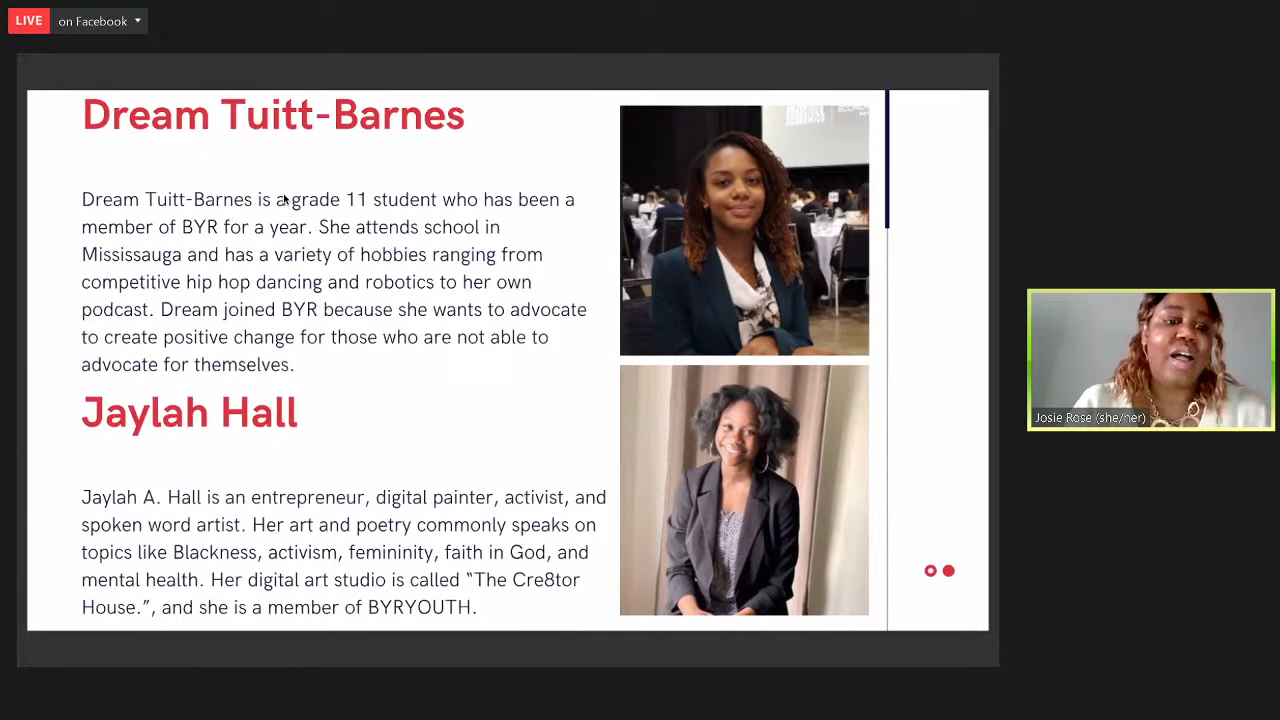 LIVE on Facebook
Dream Tuitt-Barnes
Dream Tuitt-Barnes is a grade 11 student who has been a
member of BYR for a year. She attends school in
Mississauga and has a variety of hobbies ranging from
competitive hip hop dancing and robotics to her own
podcast. Dream joined BYR because she wants to advocate
to create positive change for those who are not able to
advocate for themselves.
Jaylah Hall
Jaylah A. Hall is an entrepreneur, digital painter, activist, and
spoken word artist. Her art and poetry commonly speaks on
topics like Blackness, activism, femininity, faith in God, and
mental health. Her digital art studio is called “The Cre8tor
House.”, and she is a member of BYRYOUTH.
Josie Rose (she/her)